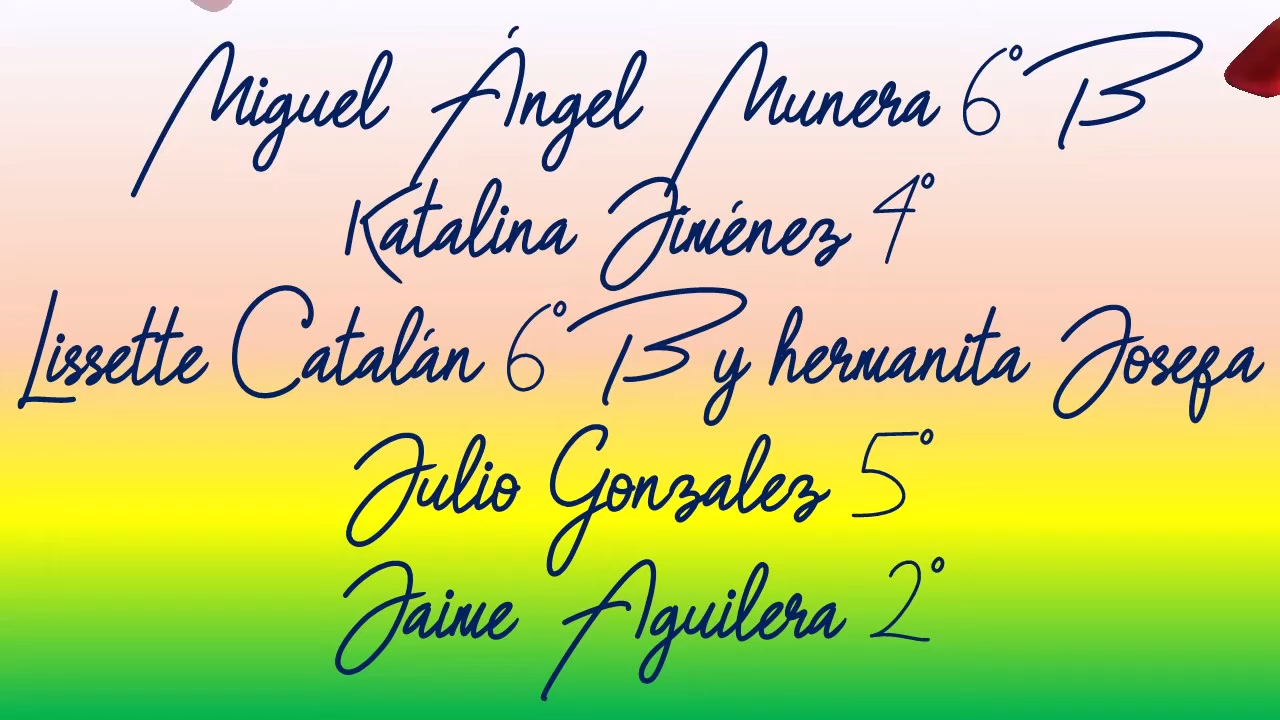 Miguel Ángel Munera 6° B
Katalina Jiménez 4°
Lissette Catalán 6° B y hermanita Josefa
Julio Gonzalez 5°
Jaime Aguilera 2°